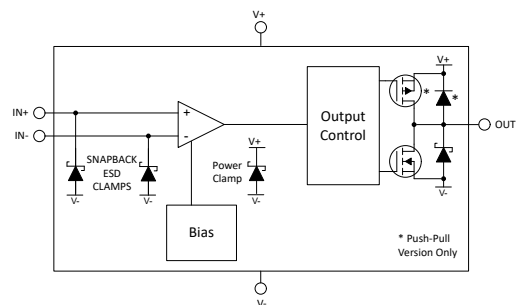 V+
IN+
IN-
+
-
SNAPBACK
ESD
CLAMPS
V-
V-
Bias
V+
Power
Clamp
V-
Output
Control
V+
*
*
OUT
V-
* Push-Pull
Version Only
V-